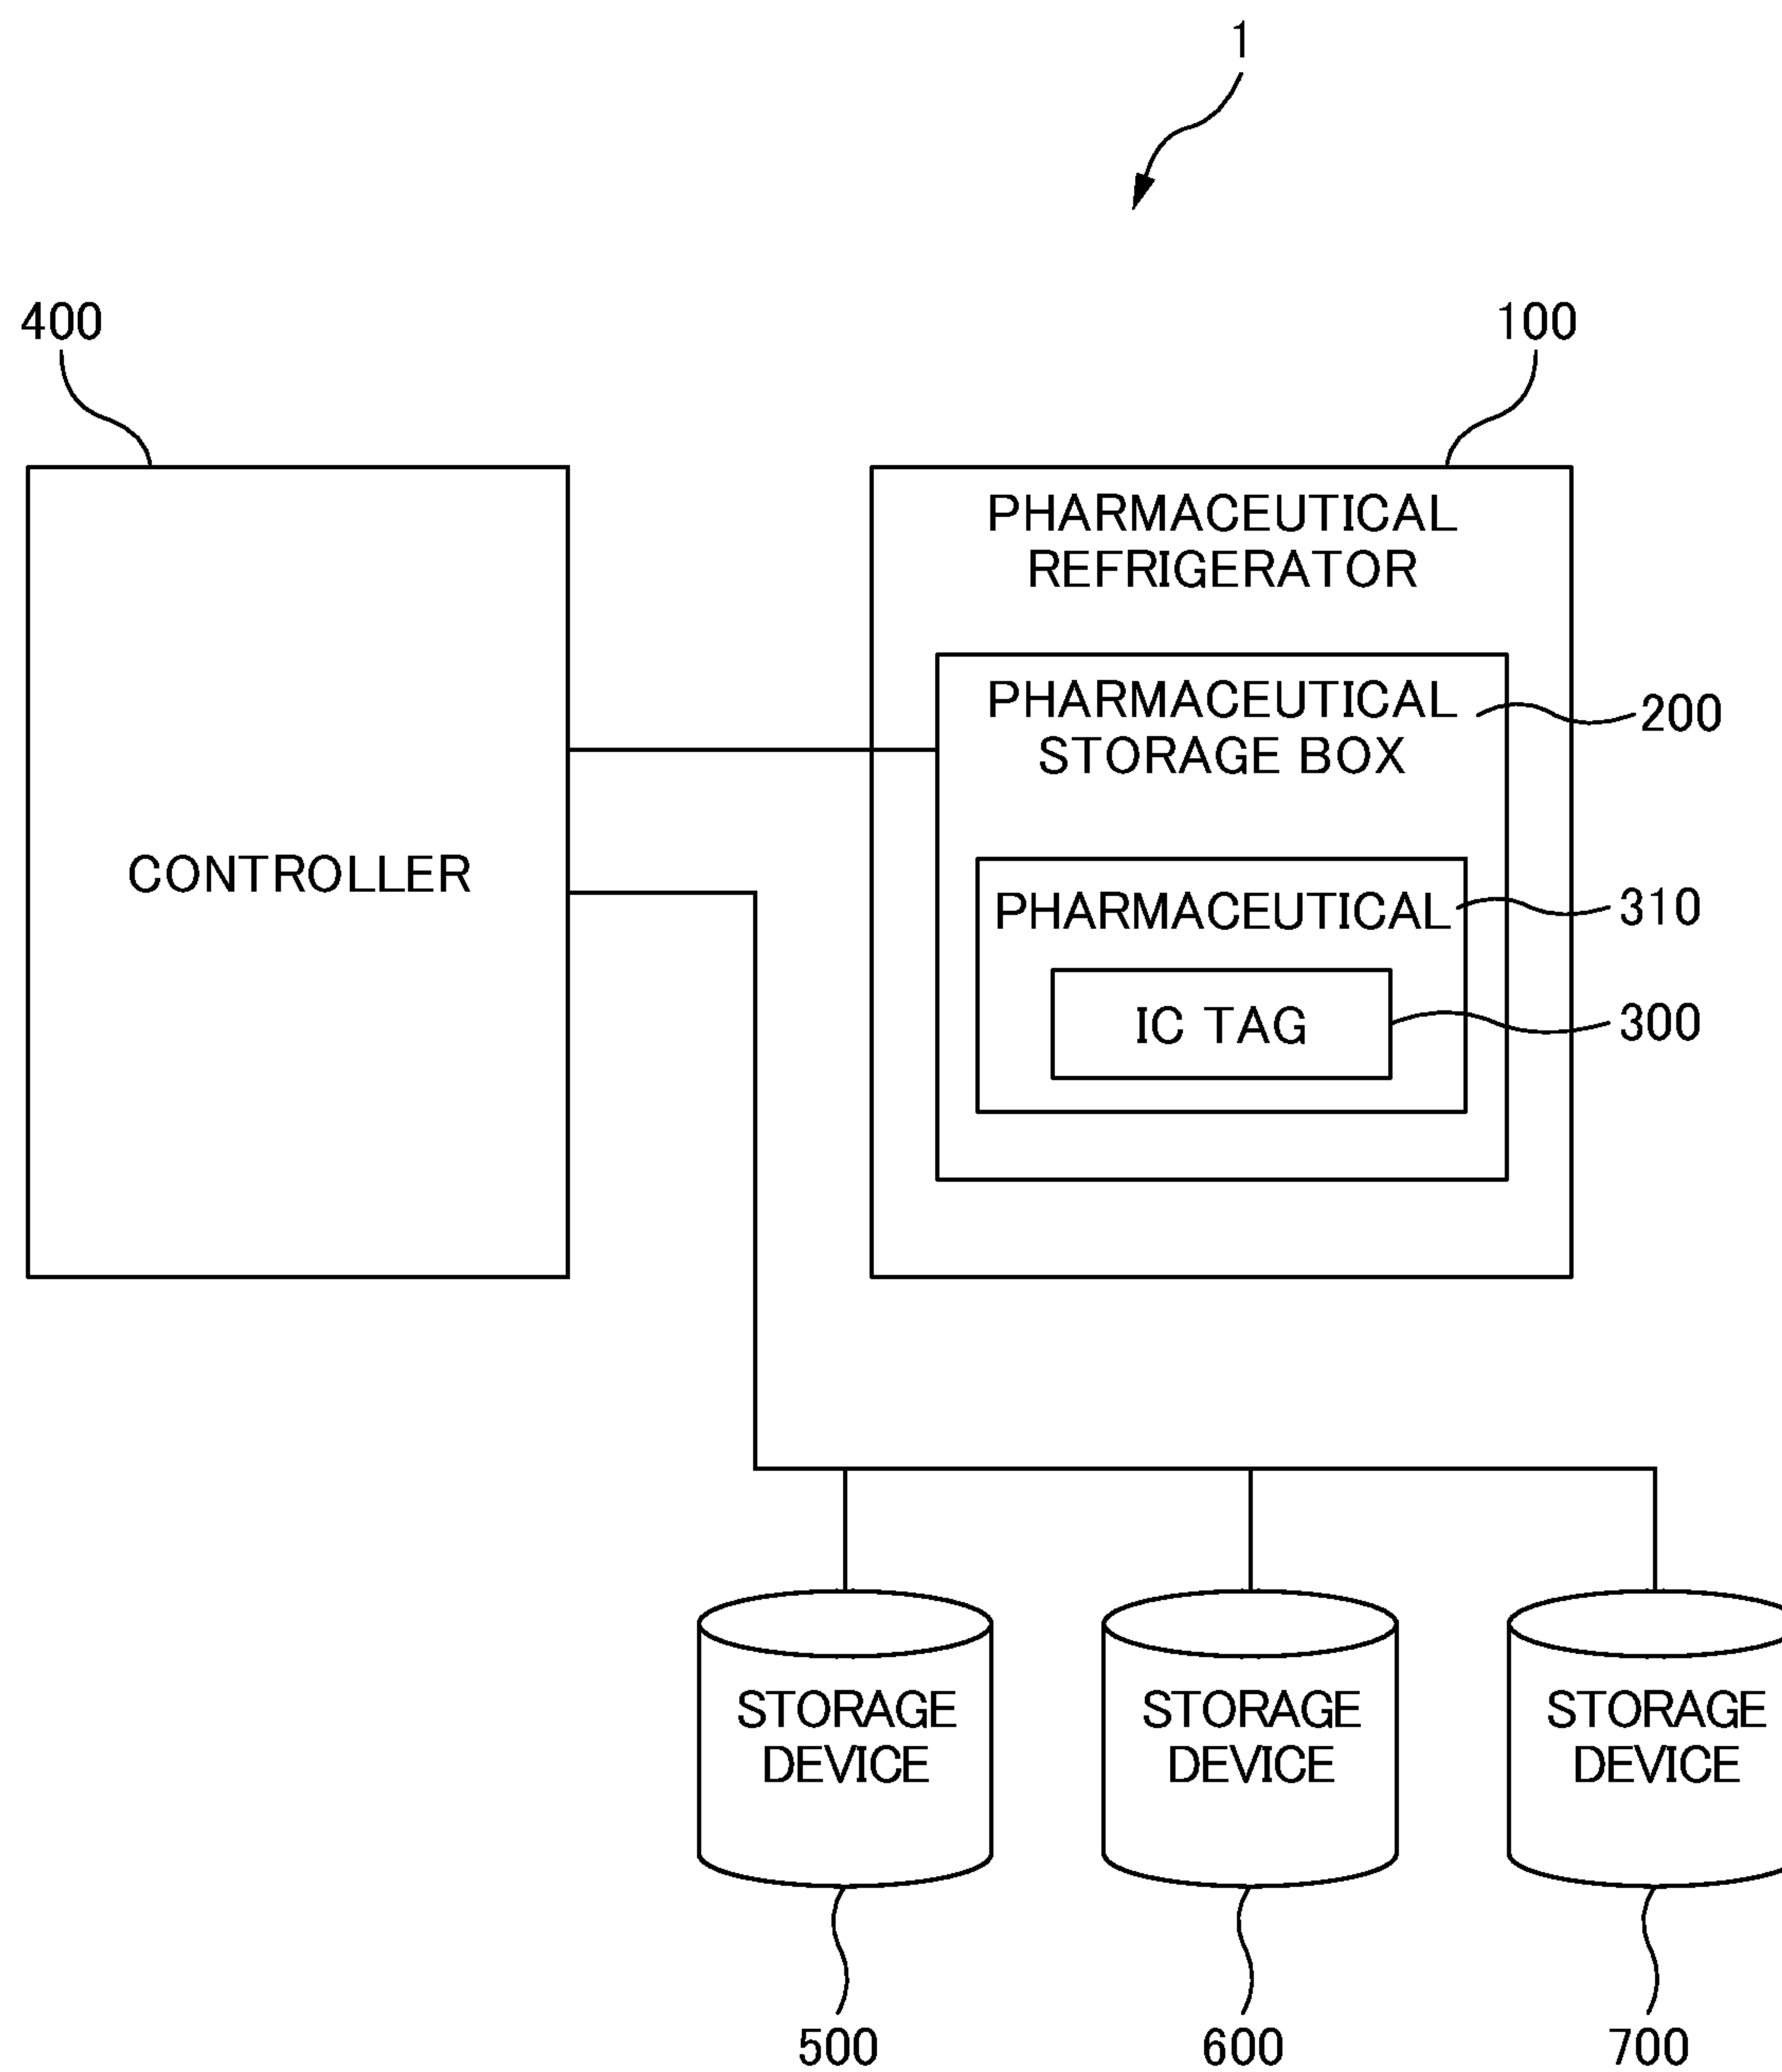 1
400
100
PHARMACEUTICAL
REFRIGERATOR
PHARMACEUTICAL
STORAGE BOX
200
CONTROLLER
PHARMACEUTICAL
310
IC TAG
300
STORAGE
DEVICE
STORAGE
DEVICE
STORAGE
DEVICE
500
600
700